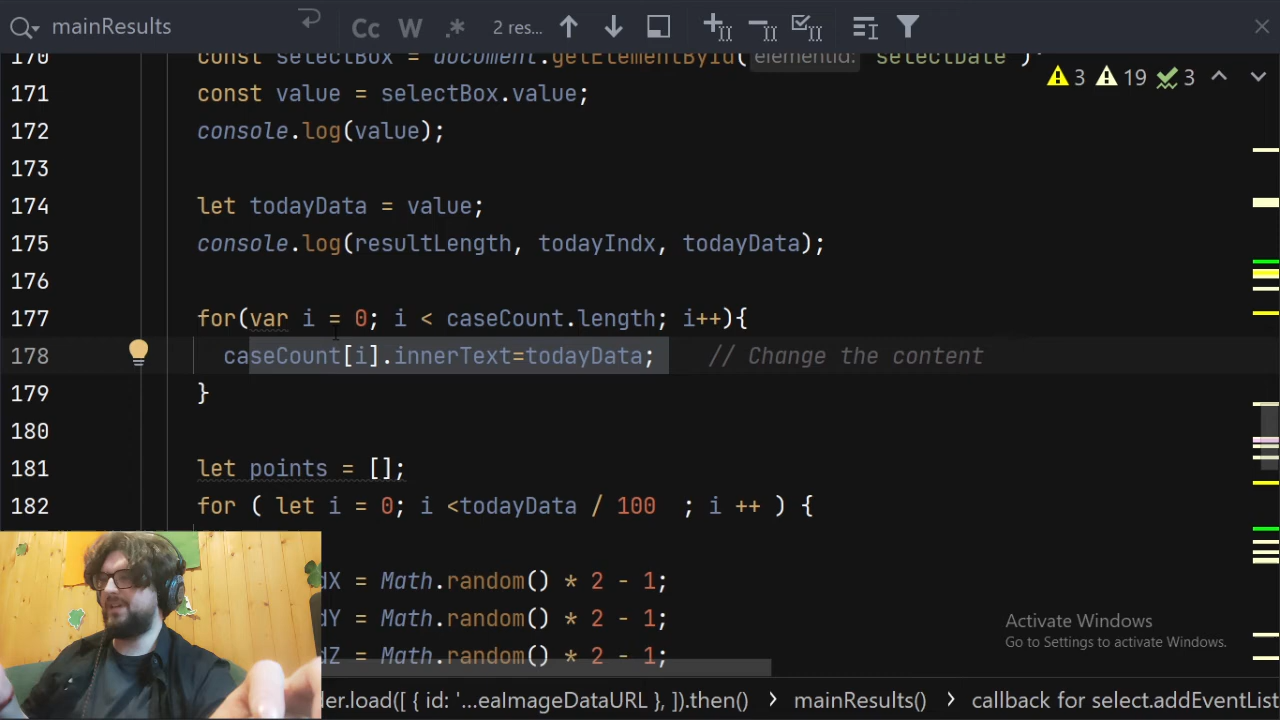 mainResults Cc W .* 2 res...
170 const selectBox = document.getElementById( elementId: "selectDate")
3 19 3
171 const value = selectBox.value;
172 console.log(value);
173
174 let todayData = value;
175 console.log(resultLength, todayIndx, todayData);
176
177 for(var i = 0; i < caseCount.length; i++){
178 caseCount[i].innerText=todayData; // Change the content
179 }
180
181 let points = [];
182 for ( let i = 0; i <todayData / 100 ; i ++ ) {
dX = Math.random() * 2 - 1;
dY = Math.random() * 2 - 1;
dZ = Math.random() * 2 - 1;
Activate Windows
Go to Settings to activate Windows.
der.load([ { id: '...eaImageDataURL }, ]).then() > mainResults() > callback for select.addEventList